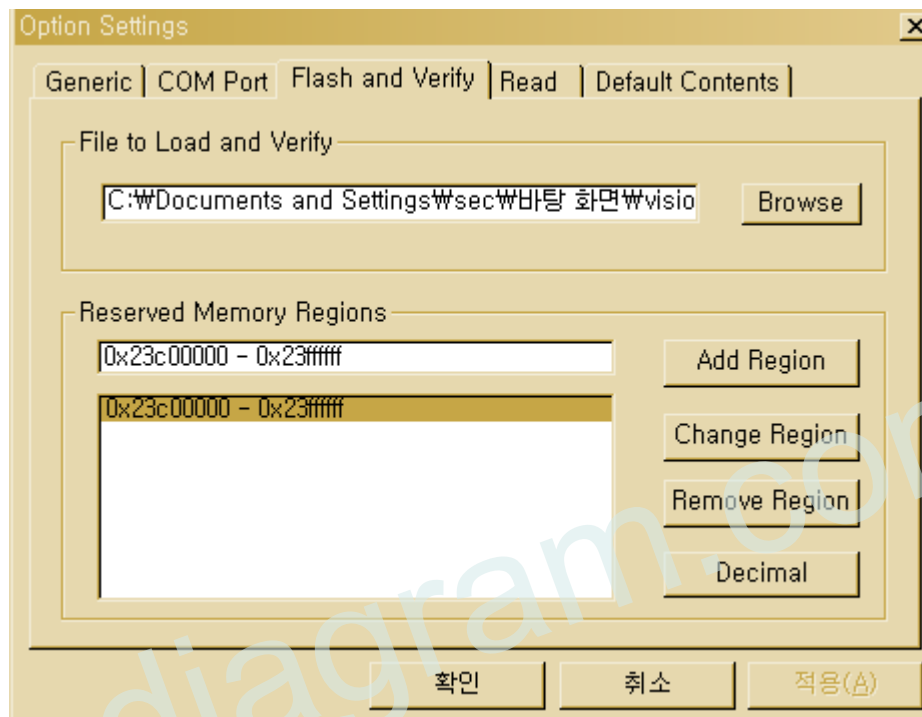 Option Settings
Generic COM Port Flash and Verify Read Default Contents
File to Load and Verify
C:₩Documents and Settings₩sec₩바탕 화면₩visio Browse
Reserved Memory Regions
0x23c00000 - 0x23ffffff Add Region
0x23c00000 - 0x23ffffff
Change Region
Remove Region
Decimal
확인 취소 적용(A)
diagram.com